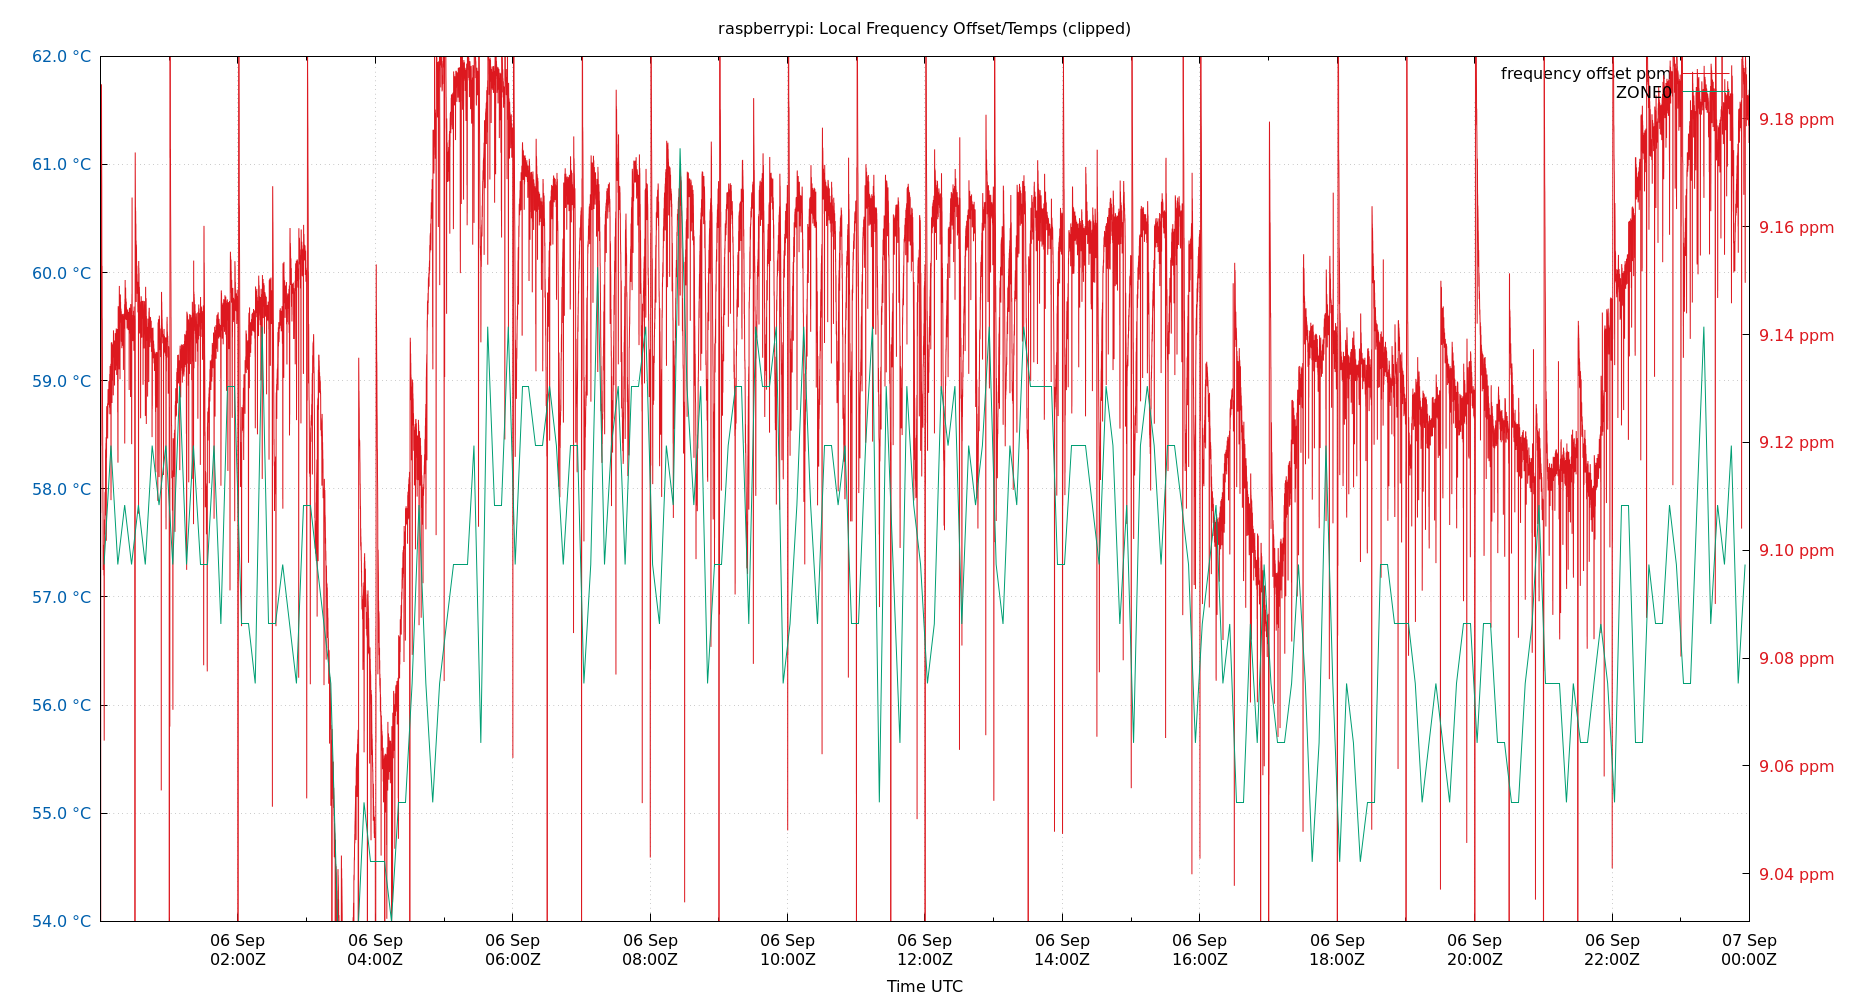 raspberrypi: Local Frequency Offset/Temps (clipped)
62.0 °C
61.0 °C
60.0 °C
59.0 °C
58.0 °C
57.0 °C
56.0 °C
55.0 °C
54.0 °C
frequency offset ppm
ZONE0
9.18 ppm
9.16 ppm
9.14 ppm
9.12 ppm
9.10 ppm
9.08 ppm
9.06 ppm
9.04 ppm
06 Sep
02:00Z
06 Sep
04:00Z
06 Sep
06:00Z
06 Sep
08:00Z
06 Sep
10:00Z
06 Sep
12:00Z
06 Sep
14:00Z
06 Sep
16:00Z
06 Sep
18:00Z
06 Sep
20:00Z
06 Sep
22:00Z
07 Sep
00:00Z
Time UTC